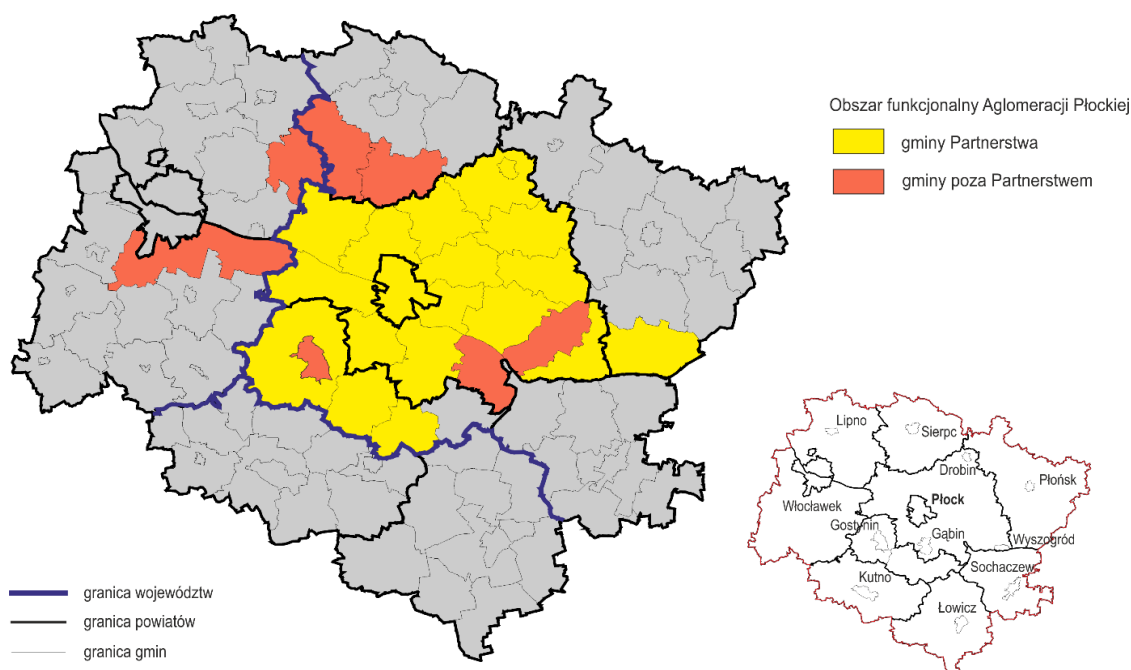 Obszar funkcjonalny Aglomeracji Płockiej
gminy Partnerstwa
gminy poza Partnerstwem
granica województw
granica powiatów
granica gmin
Lipno
Sierpc
Drobin
Płońsk
Włocławek
Płock
Gostynin
Gąbin
Wyszogród
Sochaczew
Kutno
Łowicz